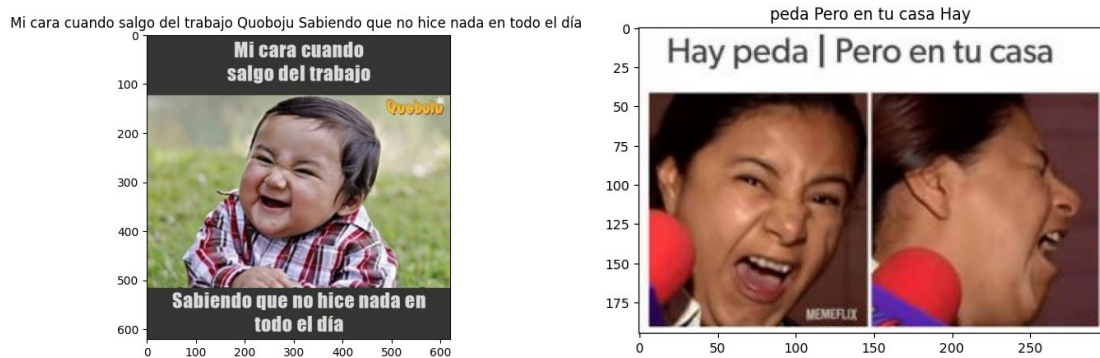 Mi cara cuando salgo del trabajo Quoboju Sabiendo que no hice nada en todo el día
0
100
200
300
400
500
600
0 100 200 300 400 500 600
Mi cara cuando
salgo del trabajo
Quebolu
Sabiendo que no hice nada en
todo el día
peda Pero en tu casa Hay
0
25
50
75
100
125
150
175
0 50 100 150 200 250
Hay peda | Pero en tu casa
MEMEFLIX